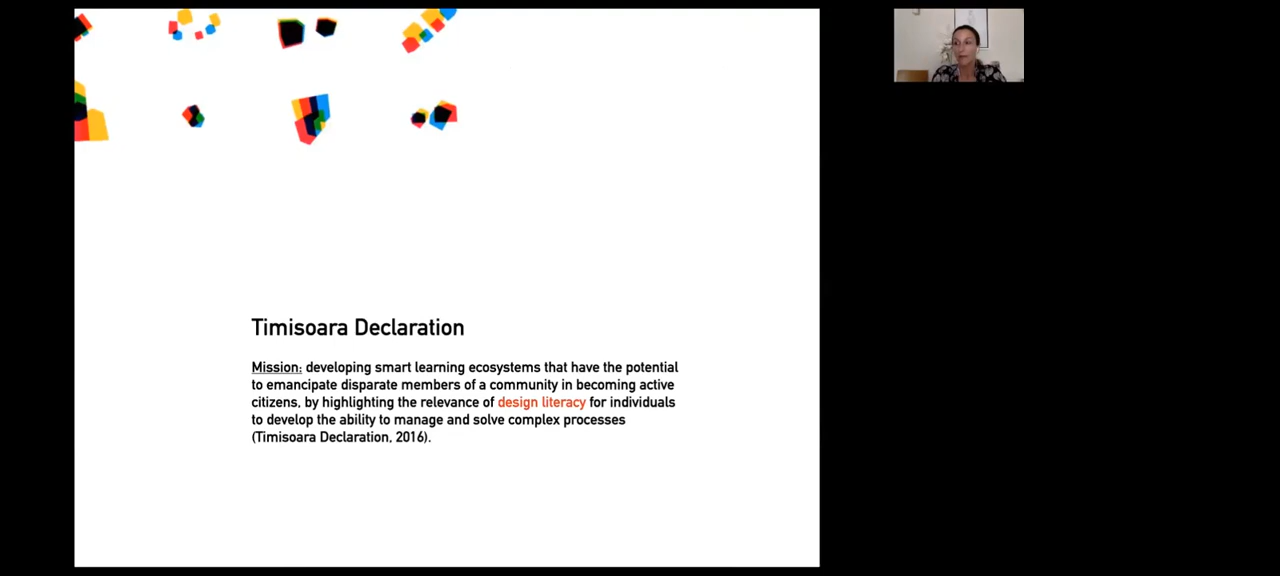 Timisoara Declaration
Mission: developing smart learning ecosystems that have the potential
to emancipate disparate members of a community in becoming active
citizens, by highlighting the relevance of design literacy for individuals
to develop the ability to manage and solve complex processes
(Timisoara Declaration, 2016).